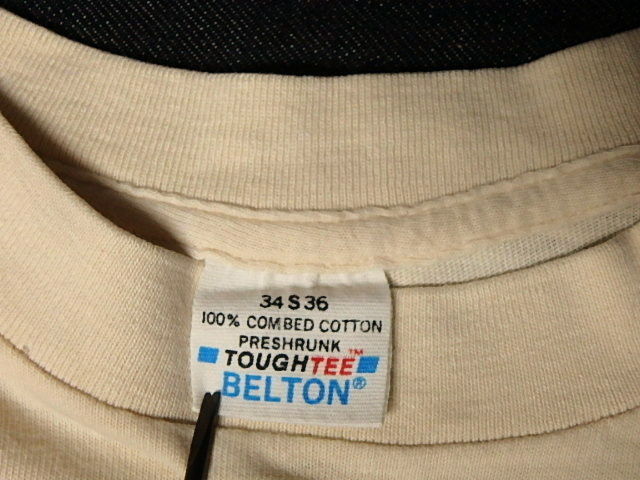 34 S 36
100% COMBED COTTON
PRESHRUNK
TOUGHTEE™
BELTON®